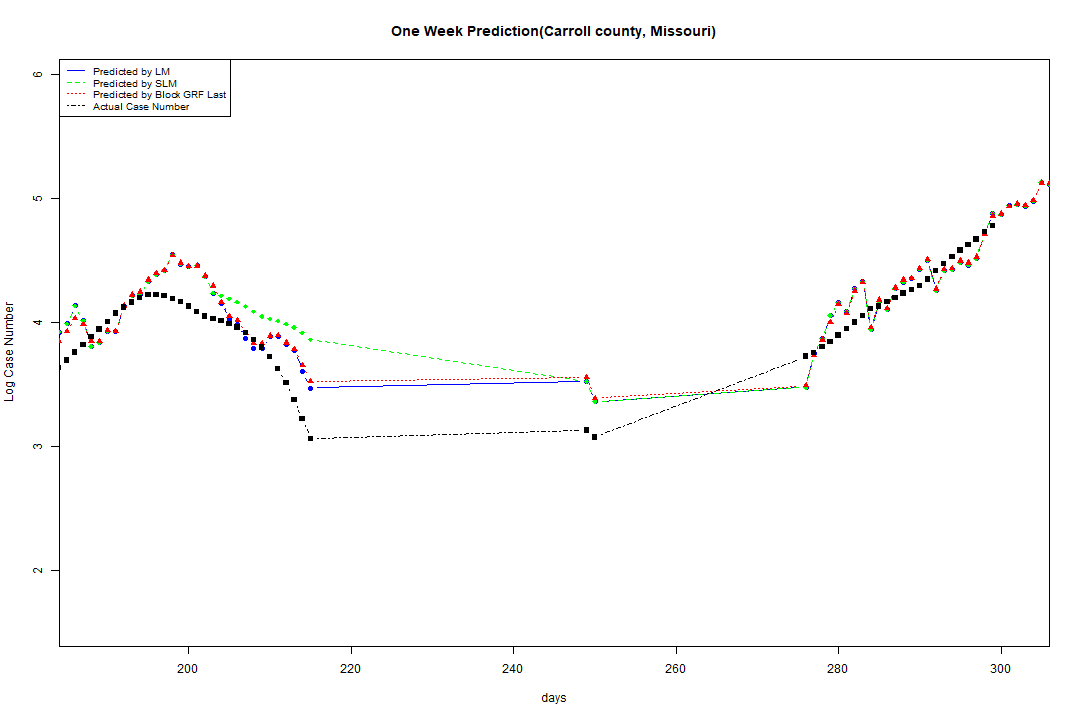 One Week Prediction(Carroll county, Missouri)
Predicted by LM
Predicted by SLM
Predicted by Block GRF Last
Actual Case Number
6
5
4
3
2
Log Case Number
200 220 240 260 280 300
days